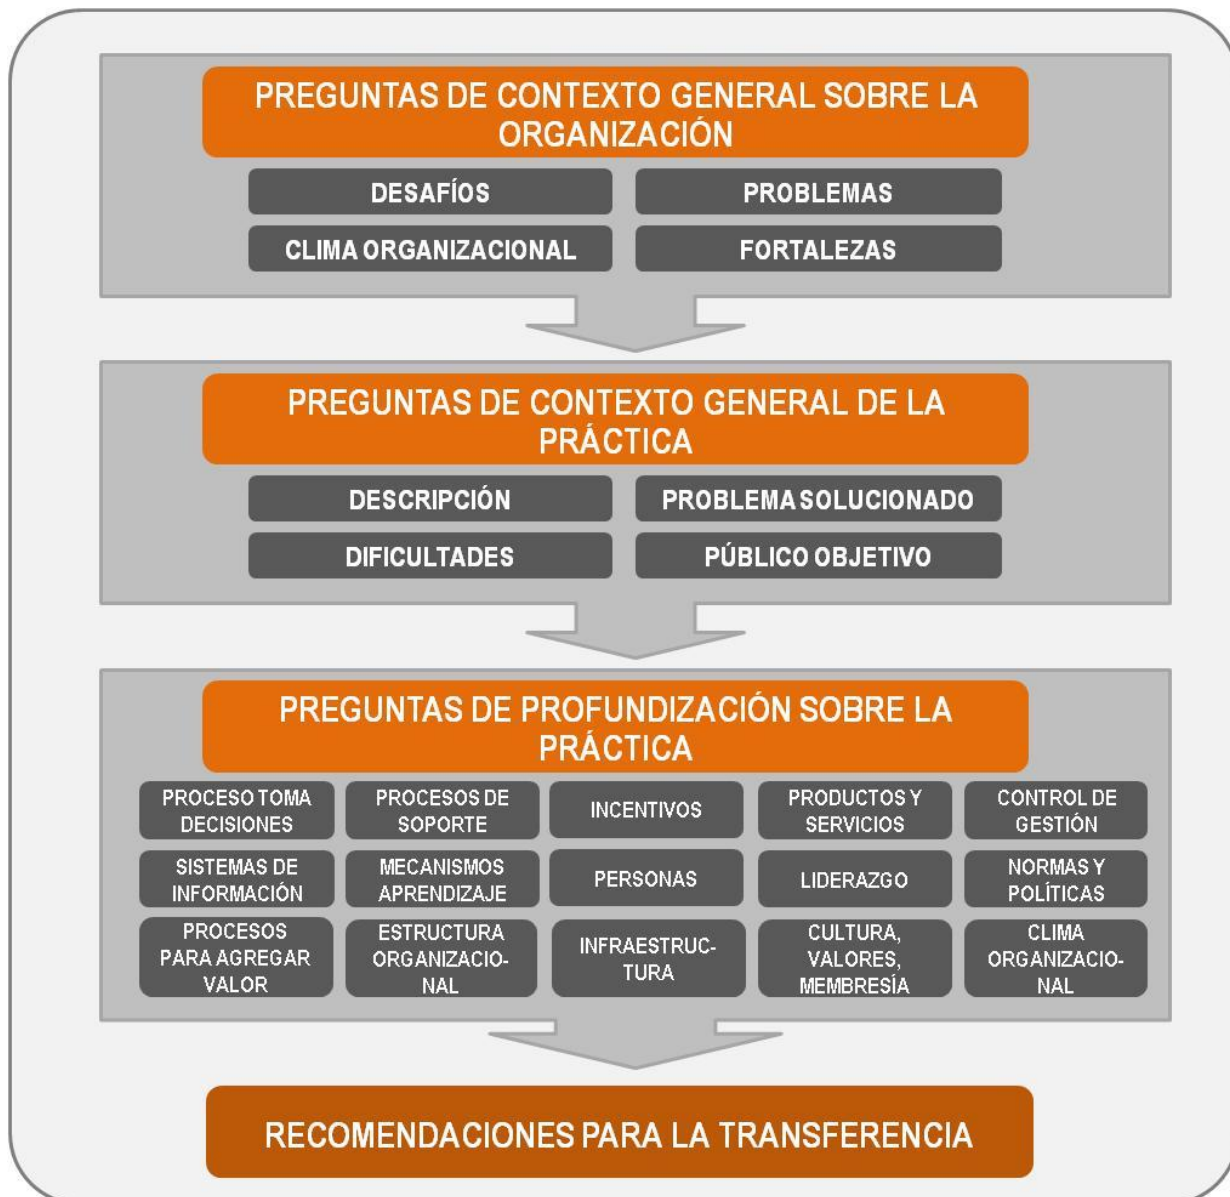 PREGUNTAS DE CONTEXTO GENERAL SOBRE LA
ORGANIZACIÓN
DESAFÍOS
PROBLEMAS
CLIMA ORGANIZACIONAL
FORTALEZAS
PREGUNTAS DE CONTEXTO GENERAL DE LA
PRÁCTICA
DESCRIPCIÓN
PROBLEMA SOLUCIONADO
DIFICULTADES
PÚBLICO OBJETIVO
PREGUNTAS DE PROFUNDIZACIÓN SOBRE LA
PRÁCTICA
PROCESO TOMA
DECISIONES
PROCESOS DE
SOPORTE
INCENTIVOS
PRODUCTOS Y
SERVICIOS
CONTROL DE
GESTIÓN
SISTEMAS DE
INFORMACIÓN
MECANISMOS
APRENDIZAJE
PERSONAS
LIDERAZGO
NORMAS Y
POLÍTICAS
PROCESOS
PARA AGREGAR
VALOR
ESTRUCTURA
ORGANIZACIO-
NAL
INFRAESTRUC-
TURA
CULTURA,
VALORES,
MEMBRESÍA
CLIMA
ORGANIZACIO-
NAL
RECOMENDACIONES PARA LA TRANSFERENCIA